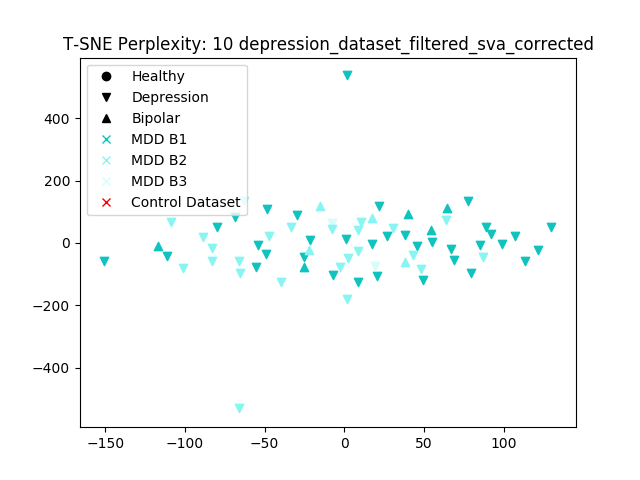 T-SNE Perplexity: 10 depression_dataset_filtered_sva_corrected
Healthy
Depression
Bipolar
MDD B1
MDD B2
MDD B3
Control Dataset
400
200
0
−200
−400
−150
−100
−50
0
50
100